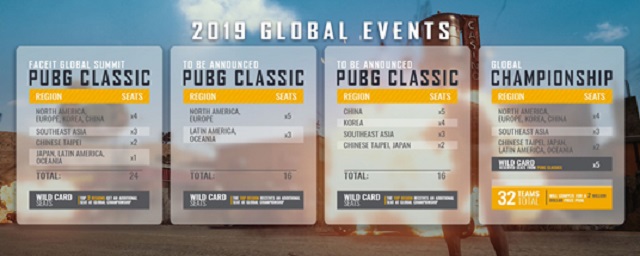 2019 GLOBAL EVENTS
FACEIT GLOBAL SUMMIT
PUBG CLASSIC
REGION SEATS
NORTH AMERICA,
EUROPE, KOREA, CHINA x4
SOUTHEAST ASIA x3
CHINESE TAIPEI x2
JAPAN, LATIN AMERICA,
OCEANIA x1
TOTAL: 24
WILD CARD
SEATS
TO BE ANNOUNCED
PUBG CLASSIC
REGION SEATS
NORTH AMERICA,
EUROPE x5
LATIN AMERICA,
OCEANIA x3
TOTAL: 16
WILD CARD
SEATS
TO BE ANNOUNCED
PUBG CLASSIC
REGION SEATS
CHINA x5
KOREA x4
SOUTHEAST ASIA x3
CHINESE TAIPEI, JAPAN x2
TOTAL: 16
WILD CARD
SEATS
GLOBAL
CHAMPIONSHIP
REGION SEATS
NORTH AMERICA,
EUROPE, KOREA, CHINA x4
SOUTHEAST ASIA x3
CHINESE TAIPEI, JAPAN,
LATIN AMERICA, OCEANIA x2
WILD CARD SEATS x5
32 TEAMS
TOTAL